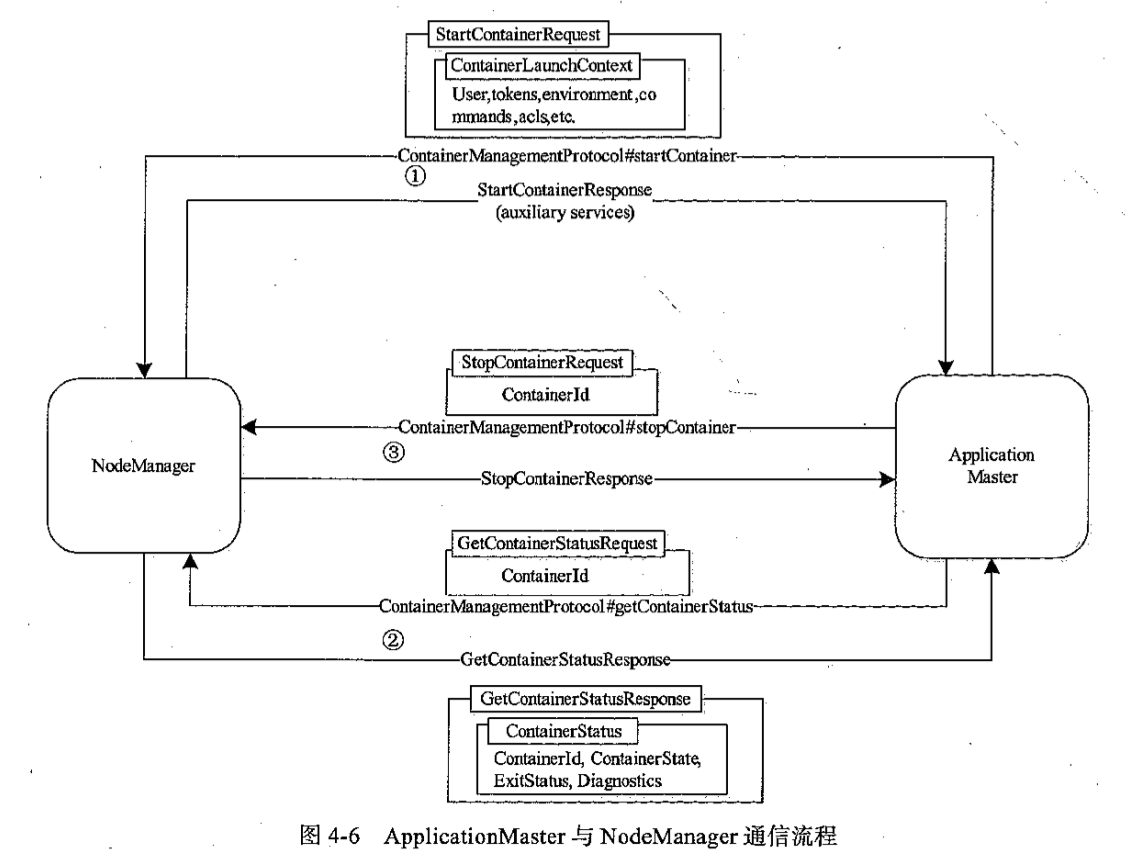 StartContainerRequest
ContainerLaunchContext
User,tokens,environment,co
mmands,acls,etc.
ContainerManagementProtocol#startContainer
①
StartContainerResponse
(auxiliary services)
StopContainerRequest
ContainerId
ContainerManagementProtocol#stopContainer
③
NodeManager
Application
Master
StopContainerResponse
GetContainerStatusRequest
ContainerId
ContainerManagementProtocol#getContainerStatus
②
GetContainerStatusResponse
GetContainerStatusResponse
ContainerStatus
ContainerId, ContainerState,
ExitStatus, Diagnostics
图 4-6 ApplicationMaster 与 NodeManager 通信流程